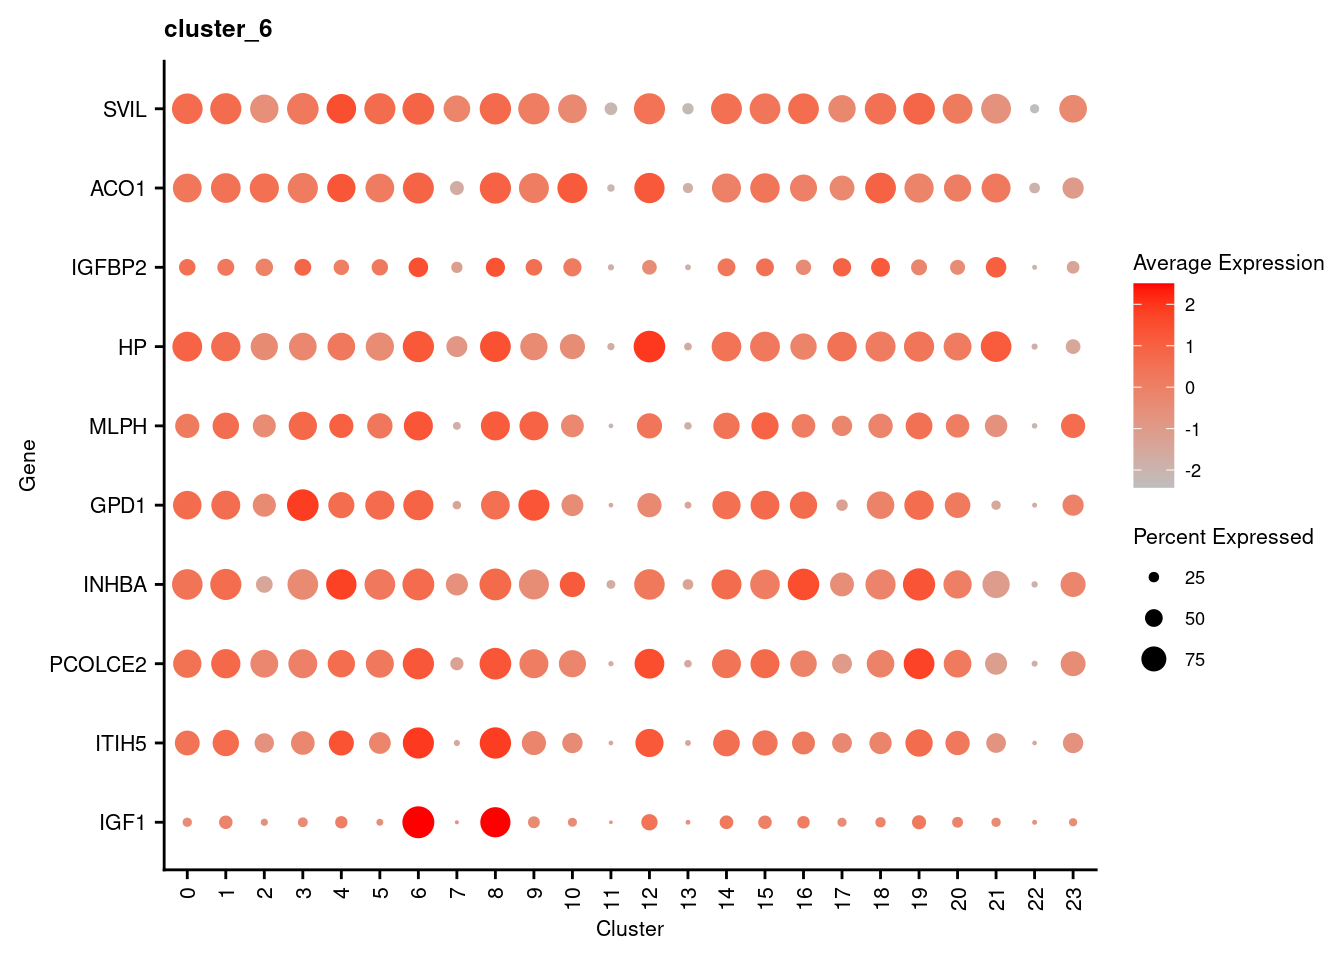 cluster_6
SVIL
ACO1
IGFBP2
HP
MLPH
GPD1
INHBA
PCOLCE2
ITIH5
IGF1
Gene
0 1 2 3 4 5 6 7 8 9 10 11 12 13 14 15 16 17 18 19 20 21 22 23
Cluster
Average Expression
2
1
0
-1
-2
Percent Expressed
25
50
75